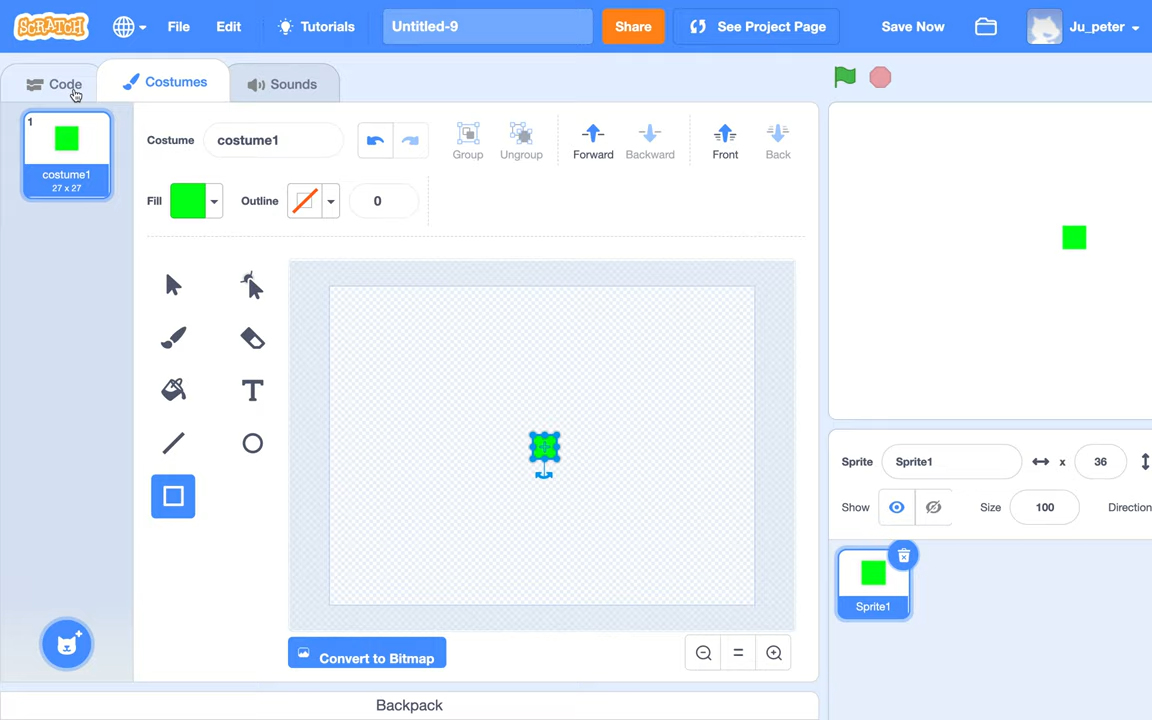 SCRATCH File Edit Tutorials Untitled-9 Share See Project Page Save Now Ju_peter
Code Costumes Sounds
1
costume1
27 x 27
Costume costume1 Group Ungroup Forward Backward Front Back
Fill Outline 0
T
Convert to Bitmap
Backpack
Sprite Sprite1 x 36
Show Size 100 Direction
Sprite1